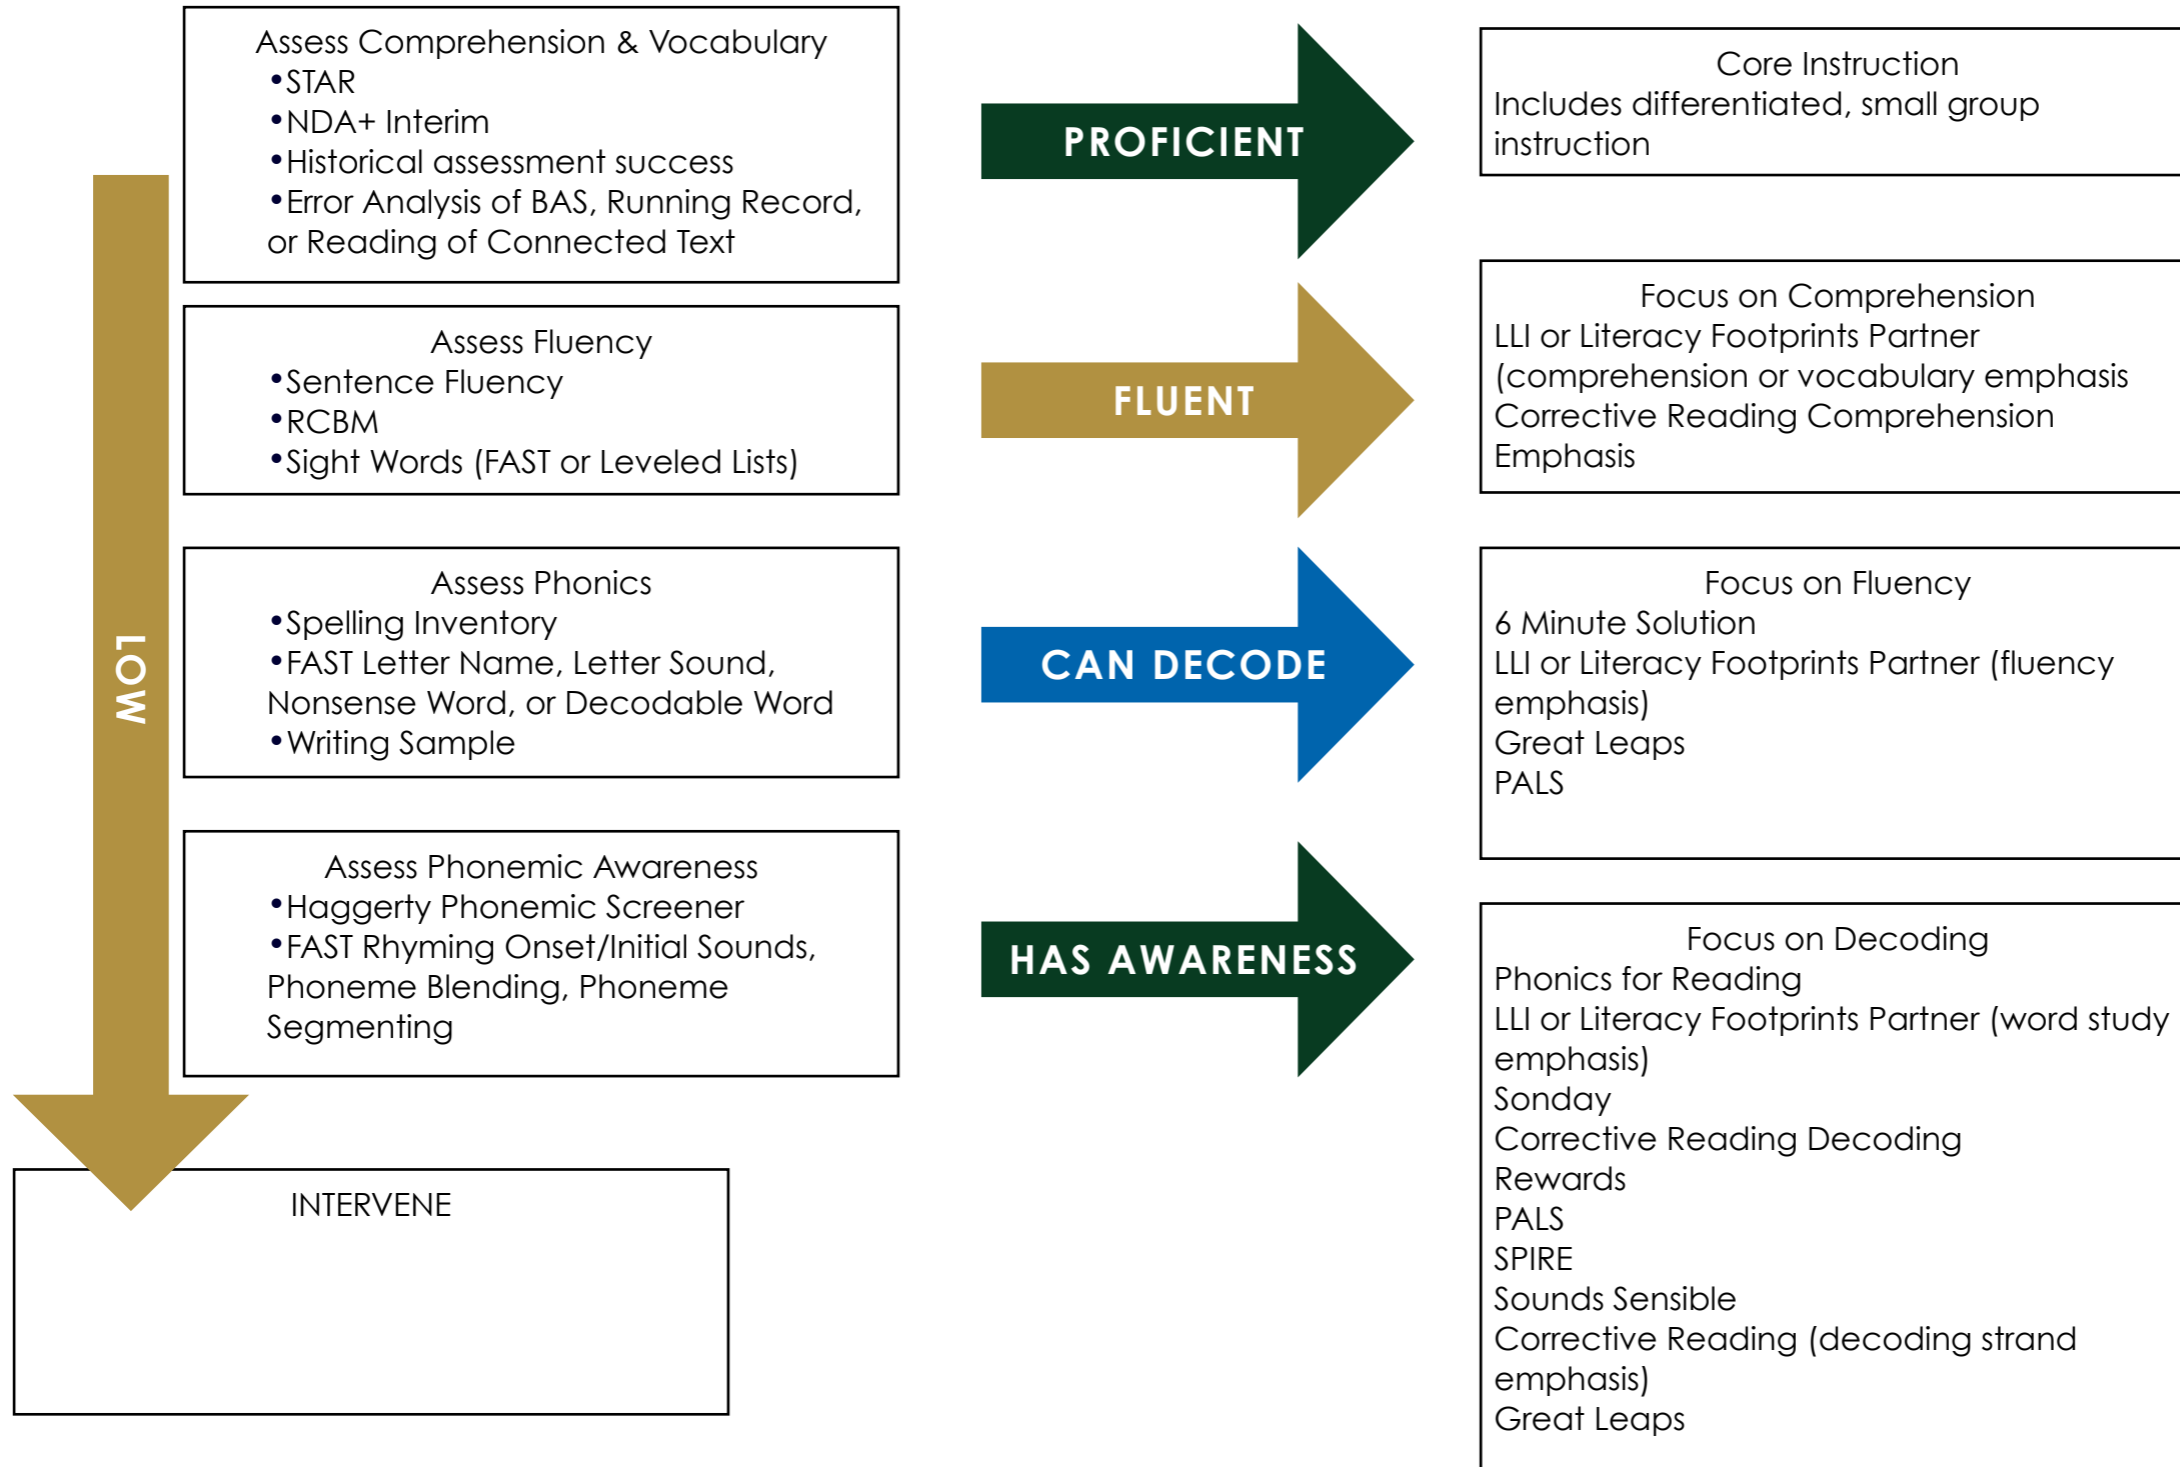 Assess Comprehension & Vocabulary
•STAR
•NDA+ Interim
•Historical assessment success
•Error Analysis of BAS, Running Record,
or Reading of Connected Text
PROFICIENT
Core Instruction
Includes differentiated, small group
instruction
Assess Fluency
•Sentence Fluency
•RCBM
•Sight Words (FAST or Leveled Lists)
FLUENT
Focus on Comprehension
LLI or Literacy Footprints Partner
(comprehension or vocabulary emphasis
Corrective Reading Comprehension
Emphasis
LOW
Assess Phonics
•Spelling Inventory
•FAST Letter Name, Letter Sound,
Nonsense Word, or Decodable Word
•Writing Sample
CAN DECODE
Focus on Fluency
6 Minute Solution
LLI or Literacy Footprints Partner (fluency
emphasis)
Great Leaps
PALS
Assess Phonemic Awareness
•Haggerty Phonemic Screener
•FAST Rhyming Onset/Initial Sounds,
Phoneme Blending, Phoneme
Segmenting
HAS AWARENESS
Focus on Decoding
Phonics for Reading
LLI or Literacy Footprints Partner (word study
emphasis)
Sonday
Corrective Reading Decoding
Rewards
PALS
SPIRE
Sounds Sensible
Corrective Reading (decoding strand
emphasis)
Great Leaps
INTERVENE